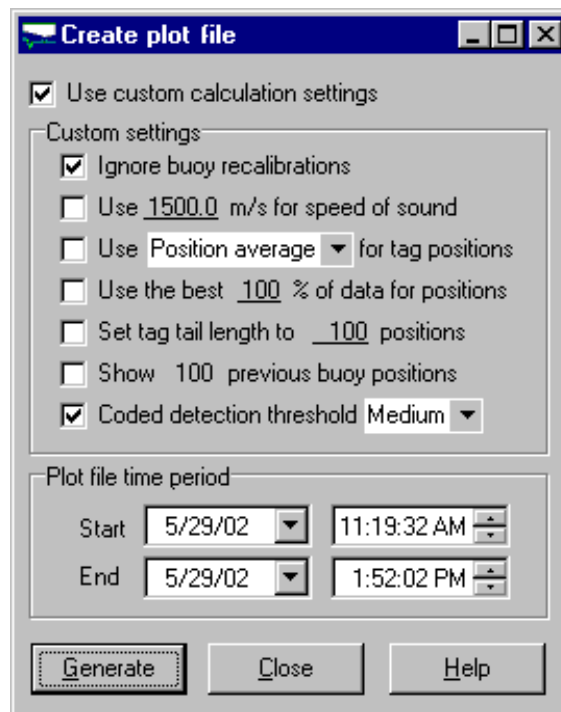 Create plot file
Use custom calculation settings
Custom settings
Ignore buoy recalibrations
Use 1500.0 m/s for speed of sound
Use Position average for tag positions
Use the best 100 % of data for positions
Set tag tail length to 100 positions
Show 100 previous buoy positions
Coded detection threshold Medium
Plot file time period
Start 5/29/02 11:19:32 AM
End 5/29/02 1:52:02 PM
Generate Close Help